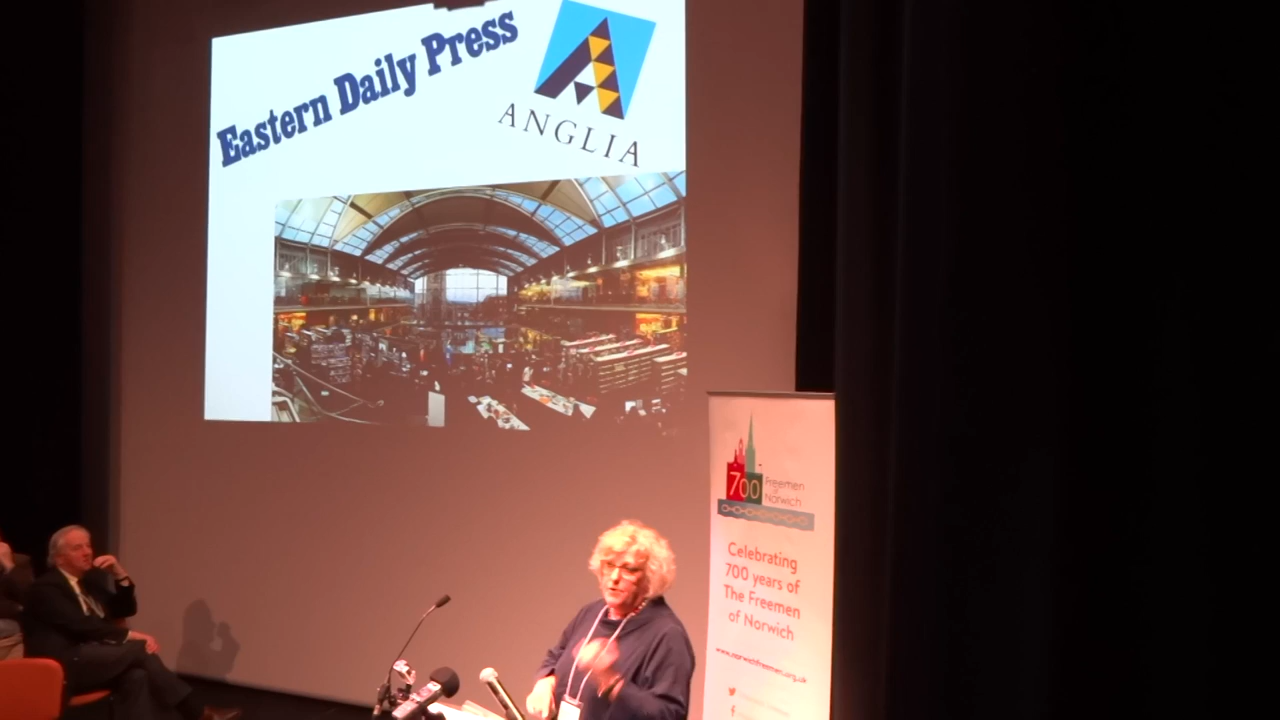 Eastern Daily Press
ANGLIA
700
Freemen
of
Norwich
Celebrating
700 years of
The Freemen
of Norwich
www.norwichfreemen.org.uk